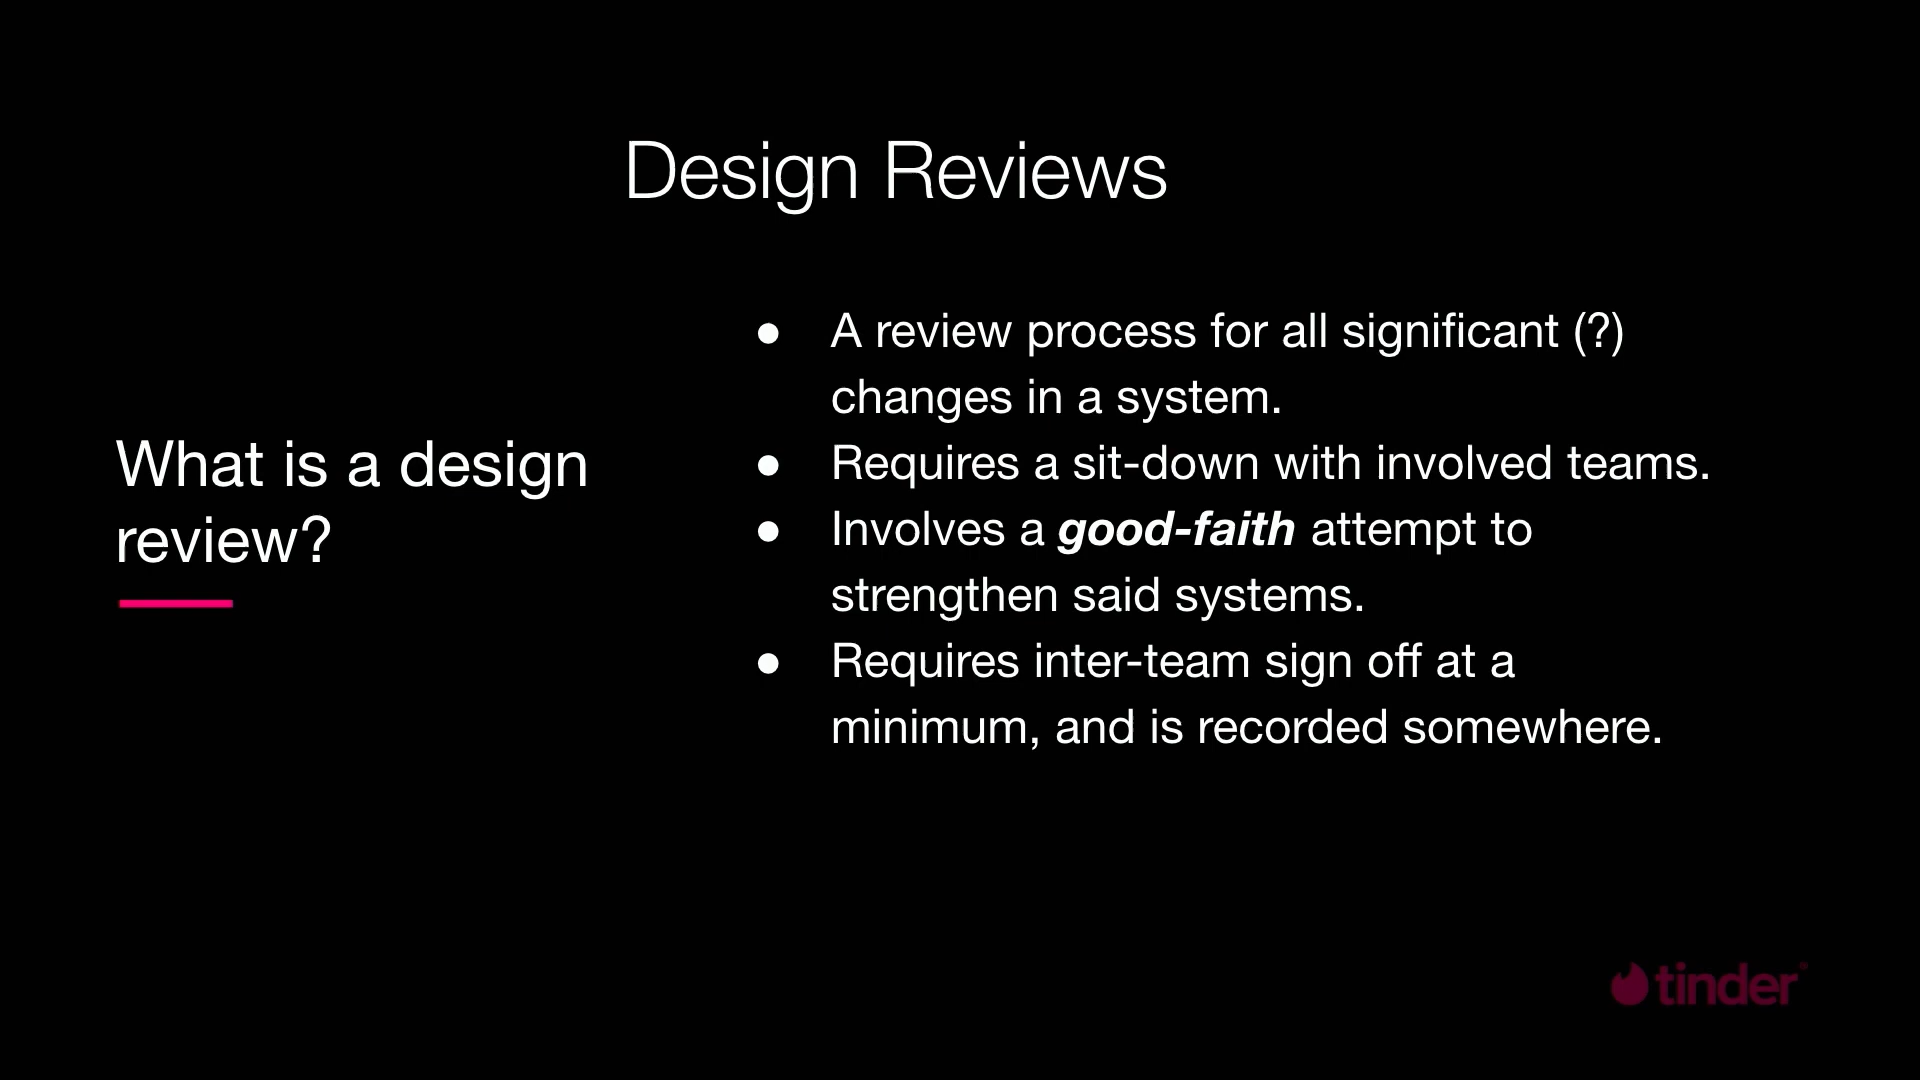 Design Reviews
What is a design
review?
● A review process for all significant (?)
changes in a system.
● Requires a sit-down with involved teams.
● Involves a good-faith attempt to
strengthen said systems.
● Requires inter-team sign off at a
minimum, and is recorded somewhere.
tinder